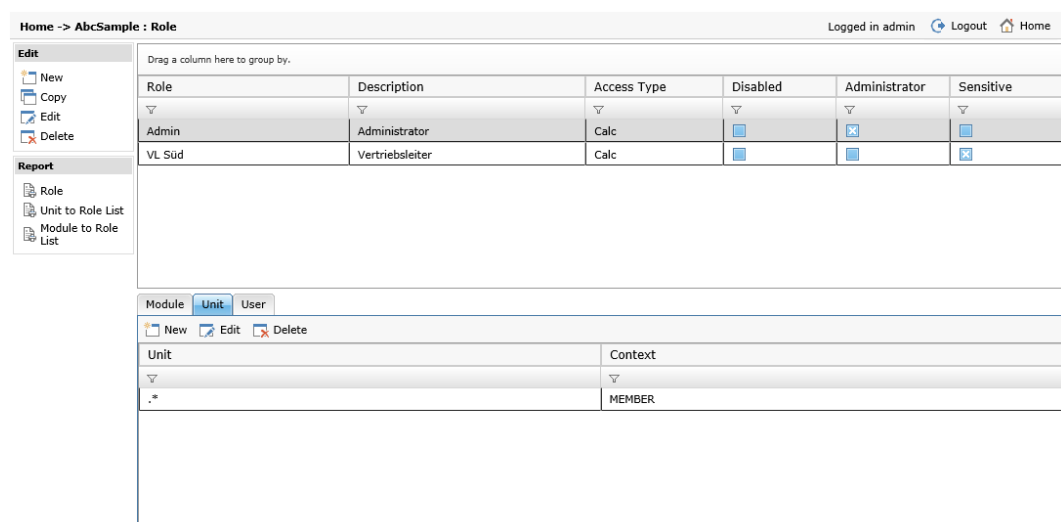 Home -> AbcSample : Role
Logged in admin Logout Home
Edit
New
Copy
Edit
Delete
Report
Role
Unit to Role List
Module to Role
List
Drag a column here to group by.
Role Description Access Type Disabled Administrator Sensitive
Admin Administrator Calc
VL Süd Vertriebsleiter Calc
Module Unit User
New Edit Delete
Unit Context
.* MEMBER